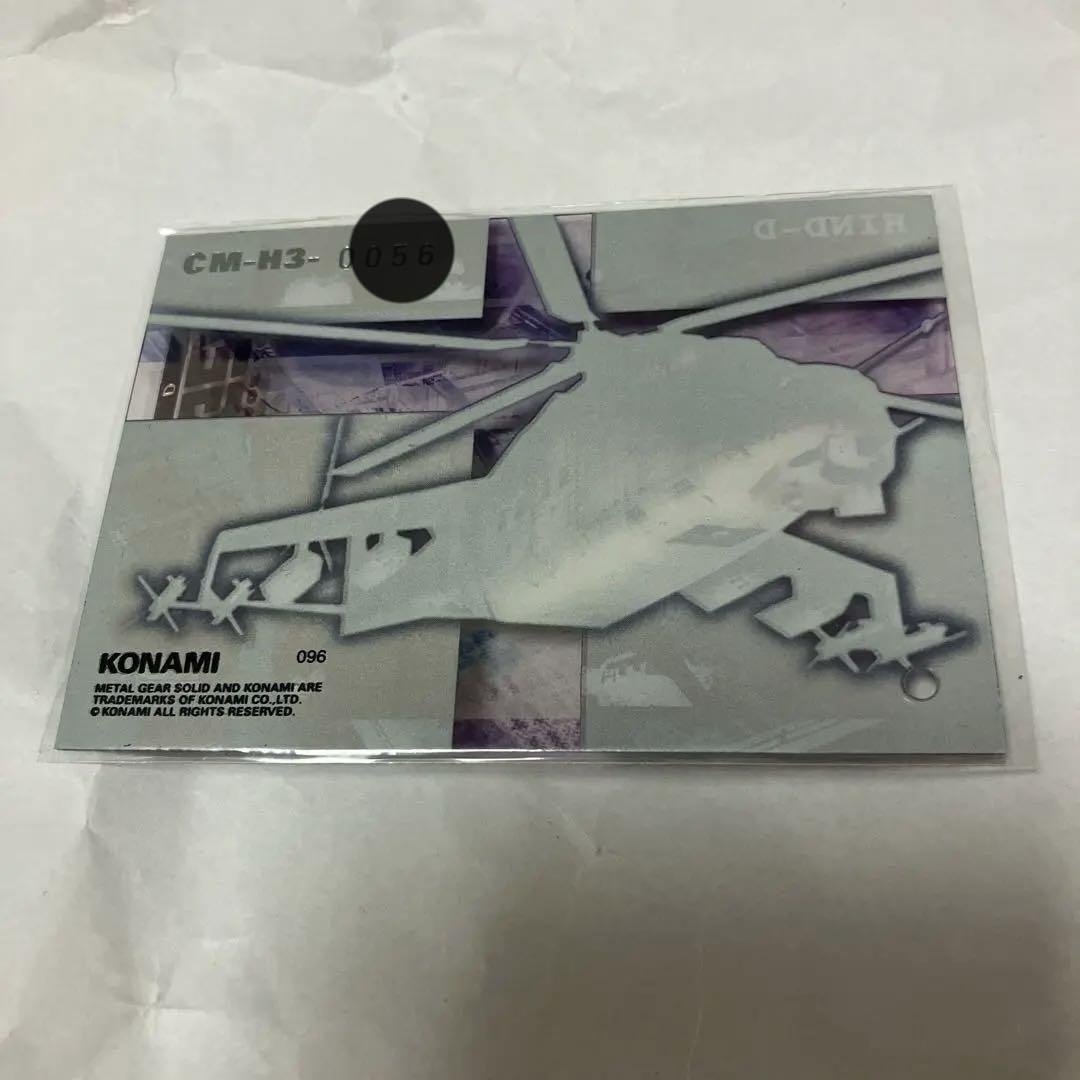 CM-H3- 0056
HIND-D
KONAMI 096
METAL GEAR SOLID AND KONAMI ARE
TRADEMARKS OF KONAMI CO.,LTD.
©KONAMI ALL RIGHTS RESERVED.